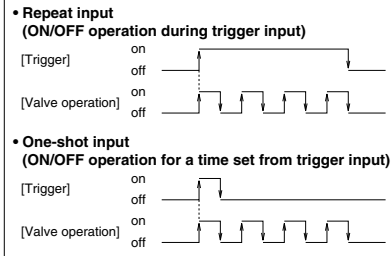 • Repeat input
(ON/OFF operation during trigger input)
[Trigger] on
off
[Valve operation] on
off
• One-shot input
(ON/OFF operation for a time set from trigger input)
[Trigger] on
off
[Valve operation] on
off